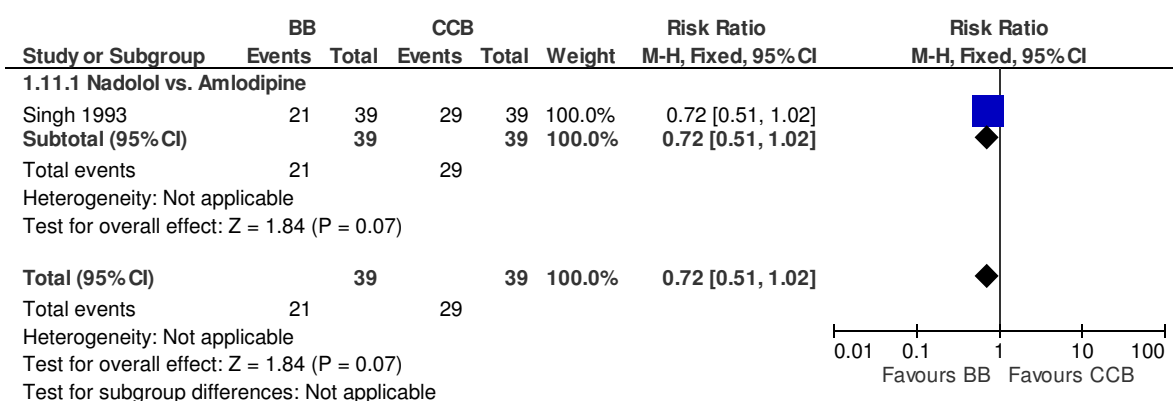 BB CCB Risk Ratio Risk Ratio
Study or Subgroup Events Total Events Total Weight M-H, Fixed, 95% CI M-H, Fixed, 95% CI
1.11.1 Nadolol vs. Amlodipine
Singh 1993 21 39 29 39 100.0% 0.72 [0.51, 1.02]
Subtotal (95% CI) 39 39 100.0% 0.72 [0.51, 1.02]
Total events 21 29
Heterogeneity: Not applicable
Test for overall effect: Z = 1.84 (P = 0.07)
Total (95% CI) 39 39 100.0% 0.72 [0.51, 1.02]
Total events 21 29
Heterogeneity: Not applicable
Test for overall effect: Z = 1.84 (P = 0.07)
Test for subgroup differences: Not applicable
0.01 0.1 1 10 100
Favours BB Favours CCB